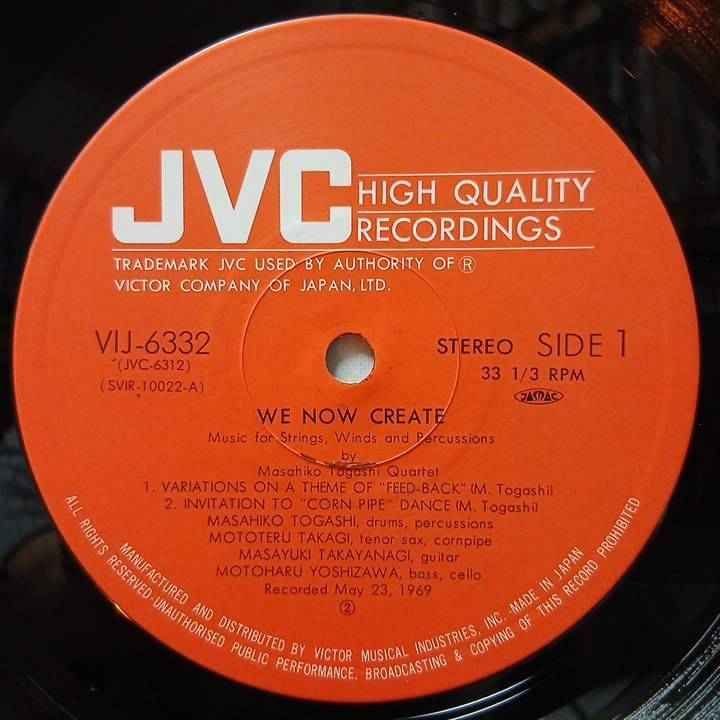 JVC HIGH QUALITY
RECORDINGS
TRADEMARK JVC USED BY AUTHORITY OF ®
VICTOR COMPANY OF JAPAN, LTD.
VIJ-6332
(JVC-6312)
(SVIR-10022-A)
STEREO SIDE 1
33 1/3 RPM
JASRAC
WE NOW CREATE
Music for Strings, Winds and Percussions
by
Masahiko Togashi Quartet
1. VARIATIONS ON A THEME OF "FEED-BACK" (M. Togashi)
2. INVITATION TO "CORN PIPE" DANCE (M. Togashi)
MASAHIKO TOGASHI, drums, percussions
MOTOTERU TAKAGI, tenor sax, cornpipe
MASAYUKI TAKAYANAGI, guitar
MOTOHARU YOSHIZAWA, bass, cello
Recorded May 23, 1969
②
MANUFACTURED AND DISTRIBUTED BY VICTOR MUSICAL INDUSTRIES, INC. · MADE IN JAPAN
ALL RIGHTS RESERVED·UNAUTHORISED PUBLIC PERFORMANCE, BROADCASTING & COPYING OF THIS RECORD PROHIBITED